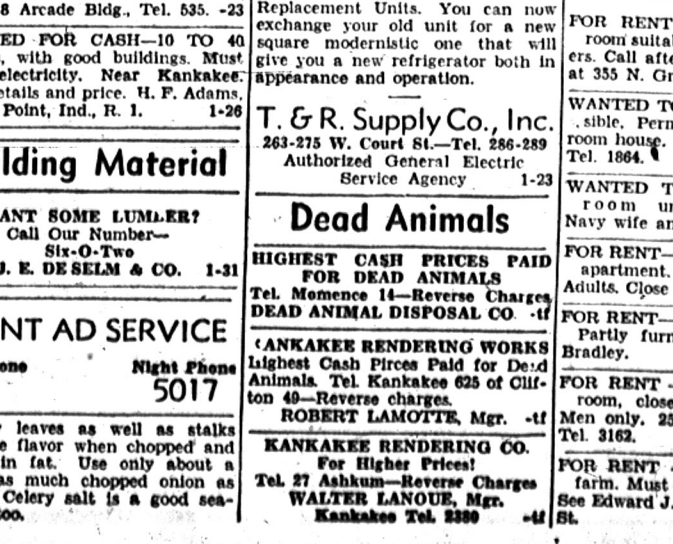 8 Arcade Bldg., Tel. 535. -23
ED FOR CASH—10 TO 40
, with good buildings. Must
electricity. Near Kankakee.
etails and price. H. F. Adams,
Point, Ind., R. 1. 1-26
lding Material
ANT SOME LUMBER?
Call Our Number—
Six-O-Two
J. E. DE SELM & CO. 1-31
NT AD SERVICE
one Night Phone
5017
leaves as well as stalks
e flavor when chopped and
in fat. Use only about a
as much chopped onion as
Celery salt is a good sea-
too.
Replacement Units. You can now
exchange your old unit for a new
square modernistic one that will
give you a new refrigerator both in
appearance and operation.
T. & R. Supply Co., Inc.
263-275 W. Court St.—Tel. 286-289
Authorized General Electric
Service Agency 1-23
Dead Animals
HIGHEST CASH PRICES PAID
FOR DEAD ANIMALS
Tel. Momence 14—Reverse Charges
DEAD ANIMAL DISPOSAL CO. -tf
KANKAKEE RENDERING WORKS
Highest Cash Pirces Paid for Dead
Animals. Tel. Kankakee 625 of Clif-
ton 49—Reverse charges.
ROBERT LAMOTTE, Mgr. -tf
KANKAKEE RENDERING CO.
For Higher Prices!
Tel. 27 Ashkum—Reverse Charges
WALTER LANOUE, Mgr.
Kankakee Tel. 2380 -tf
FOR RENT
room suita
ers. Call afte
at 355 N. Gr
WANTED T
sible, Perm
room house.
Tel. 1864.
WANTED T
room un
Navy wife an
FOR RENT—
apartment.
Adults. Close
FOR RENT—
Partly furn
Bradley.
FOR RENT -
room, close
Men only. 25
Tel. 3162.
FOR RENT -
farm. Must
See Edward J.
St.